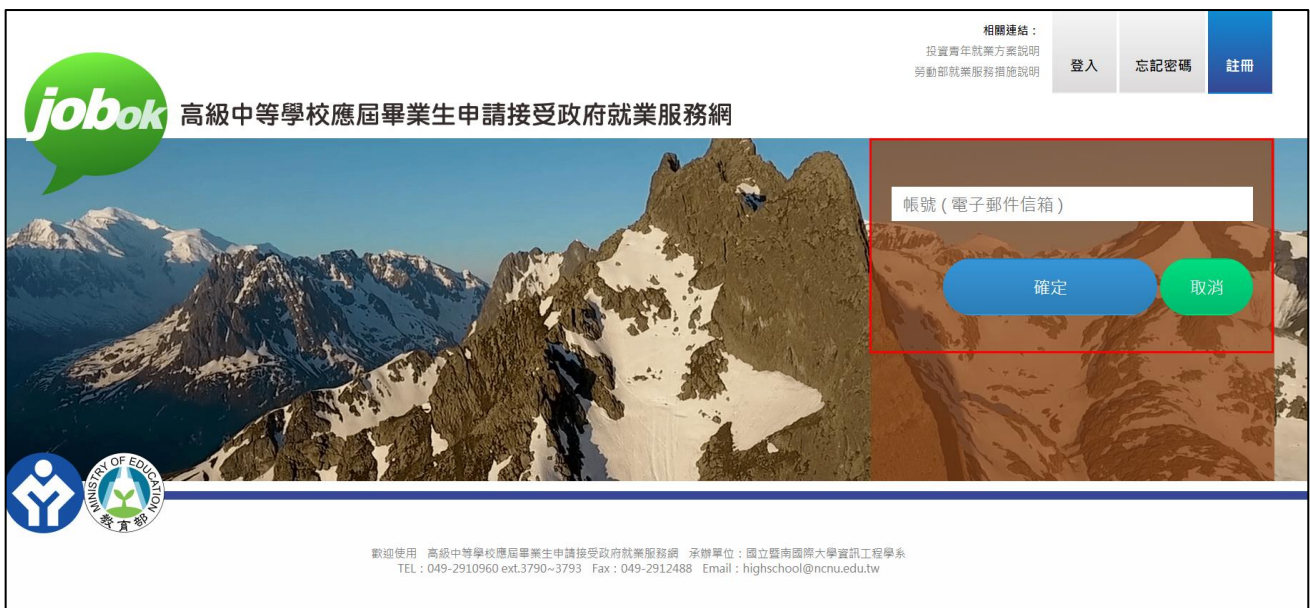 相關連結：
投資青年就業方案說明
勞動部就業服務措施說明
登入
忘記密碼
註冊
jobok
高級中等學校應屆畢業生申請接受政府就業服務網
帳號 ( 電子郵件信箱 )
確定
取消
MINISTRY OF EDUCATION
教育部
歡迎使用 高級中等學校應屆畢業生申請接受政府就業服務網 承辦單位：國立暨南國際大學資訊工程學系
TEL：049-2910960 ext.3790~3793 Fax：049-2912488 Email：highschool@ncnu.edu.tw